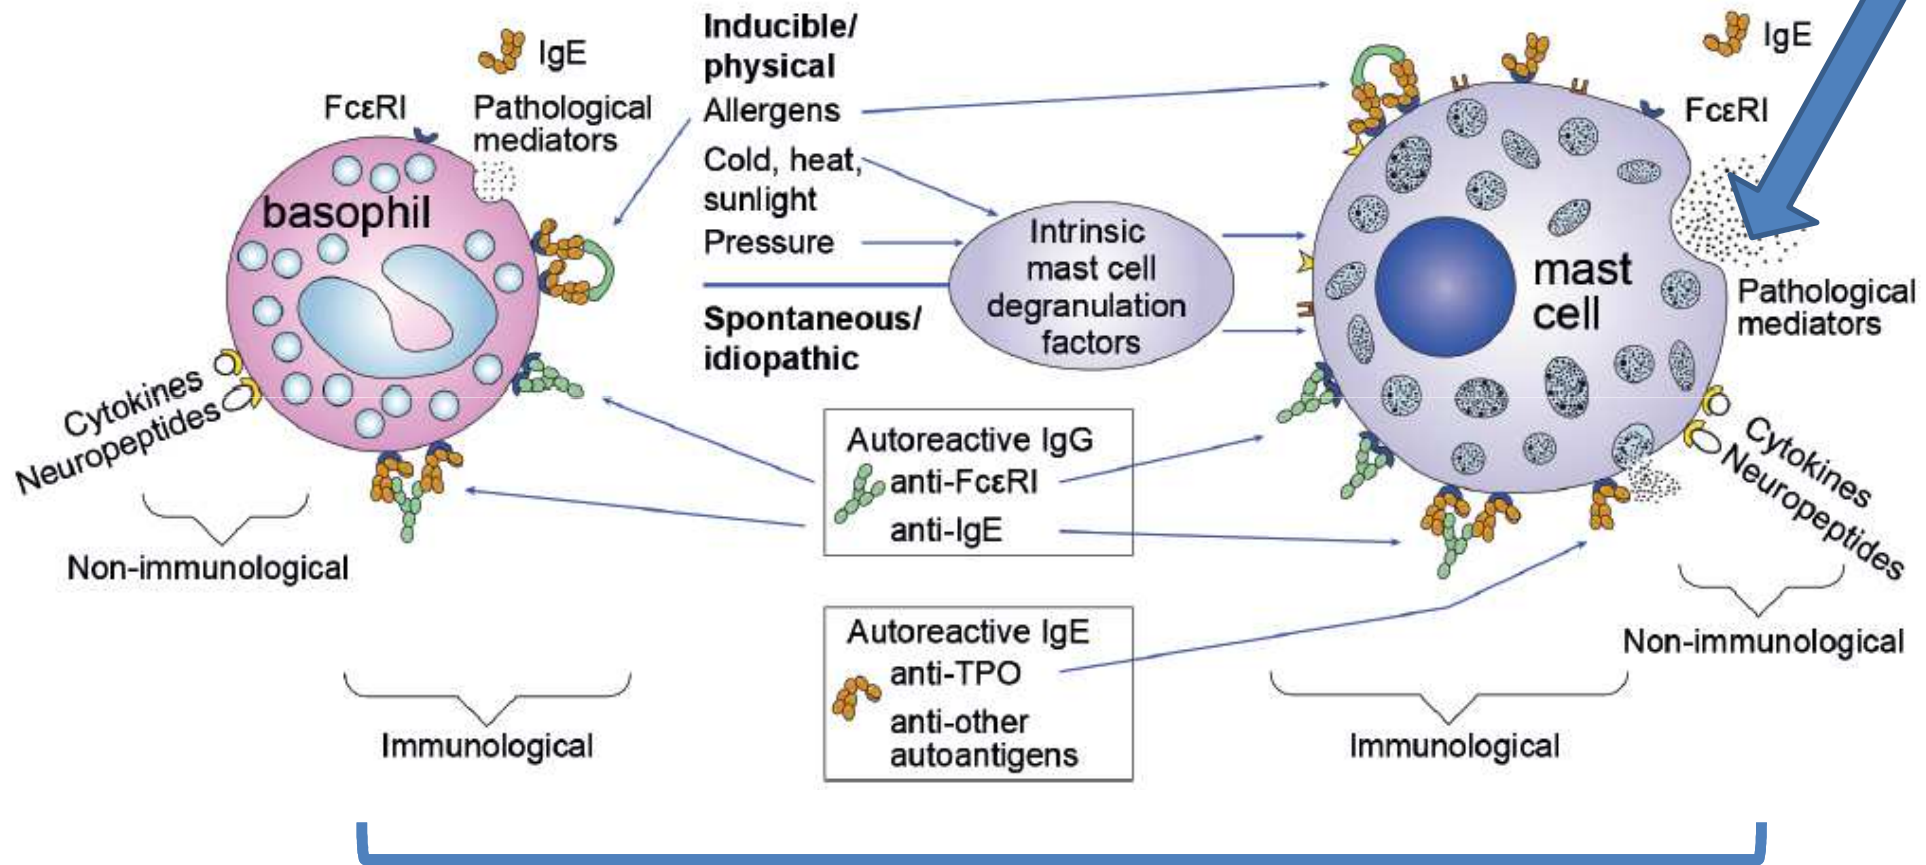 IgE
FcεRI
Pathological
mediators
basophil
Cytokines
Neuropeptides
Non-immunological
Immunological
Inducible/
physical
Allergens
Cold, heat,
sunlight
Pressure
Spontaneous/
idiopathic
Intrinsic
mast cell
degranulation
factors
Autoreactive IgG
anti-FcεRI
anti-IgE
Autoreactive IgE
anti-TPO
anti-other
autoantigens
IgE
FcεRI
mast
cell
Pathological
mediators
Cytokines
Neuropeptides
Non-immunological
Immunological